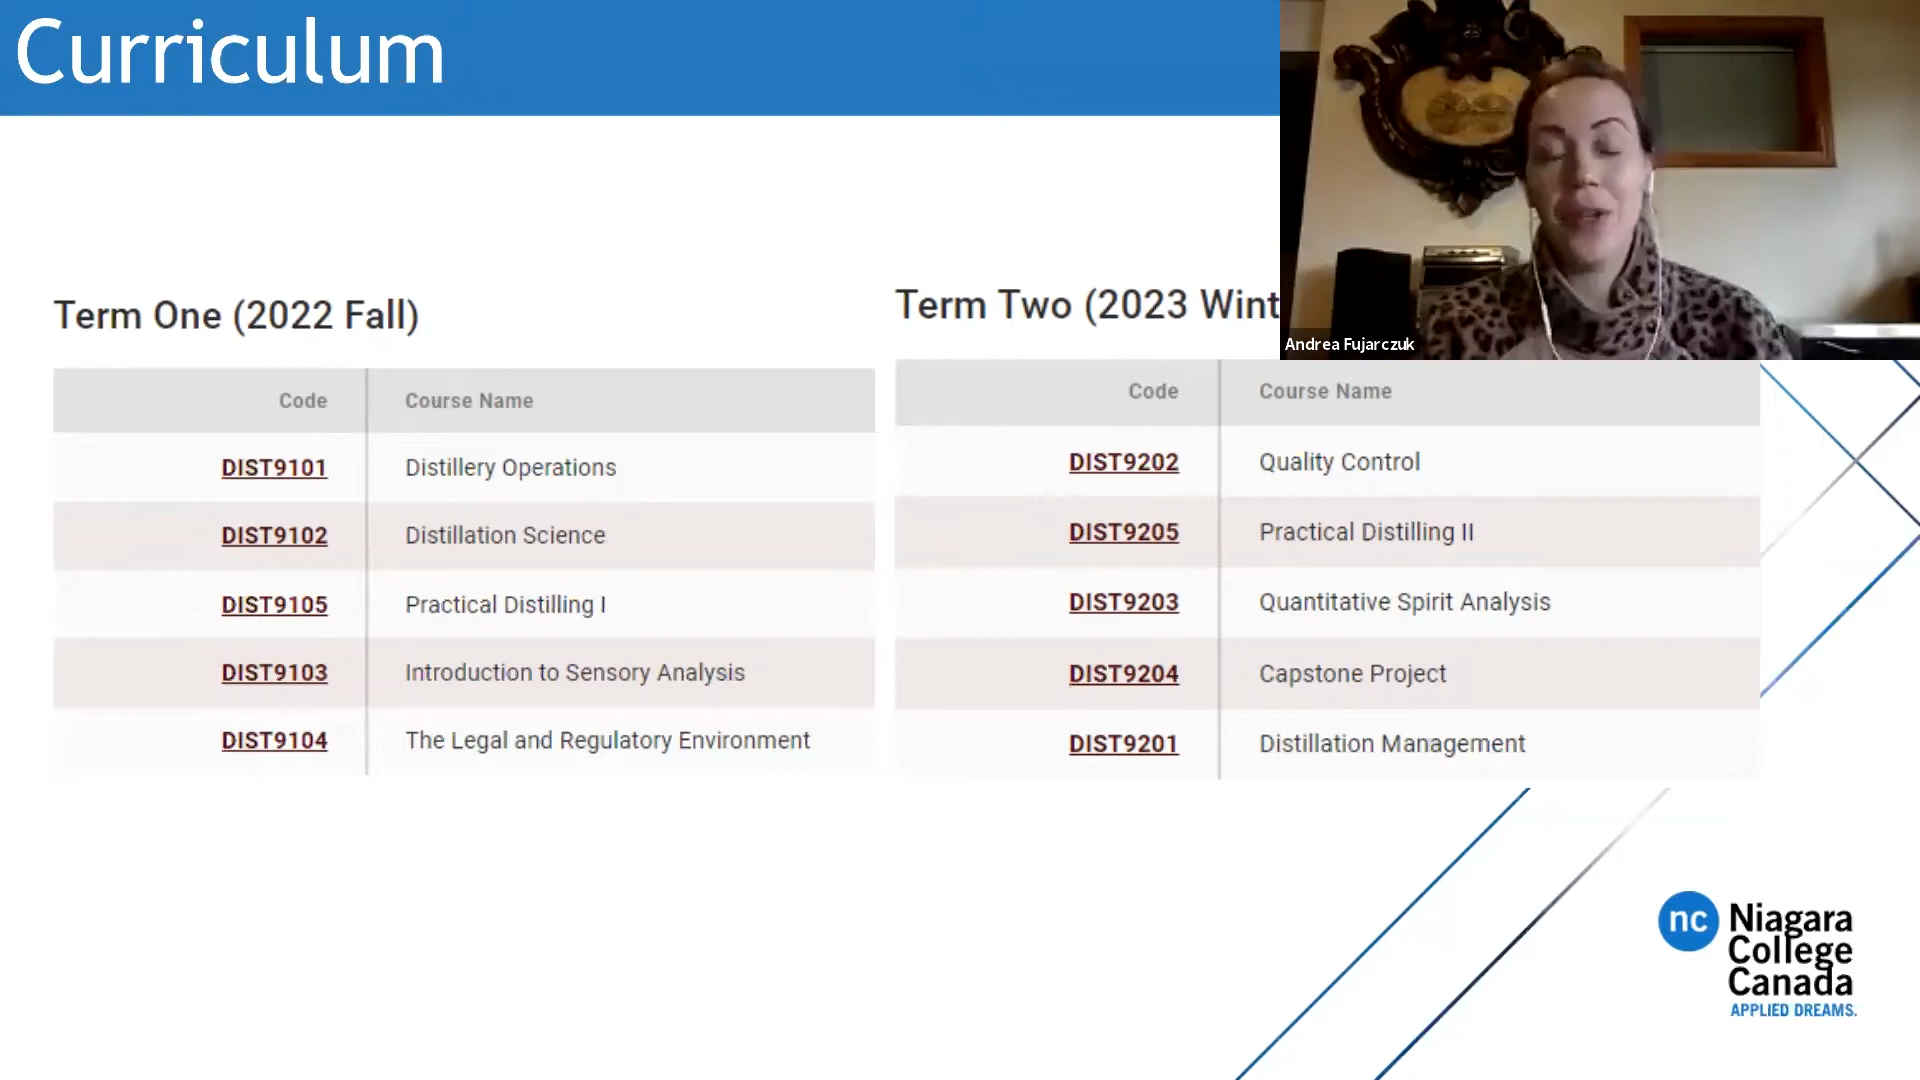 Curriculum
Andrea Fujarczuk
Term One (2022 Fall)
Code Course Name
DIST9101 Distillery Operations
DIST9102 Distillation Science
DIST9105 Practical Distilling I
DIST9103 Introduction to Sensory Analysis
DIST9104 The Legal and Regulatory Environment
Term Two (2023 Wint
Code Course Name
DIST9202 Quality Control
DIST9205 Practical Distilling II
DIST9203 Quantitative Spirit Analysis
DIST9204 Capstone Project
DIST9201 Distillation Management
nc
Niagara
College
Canada
APPLIED DREAMS.